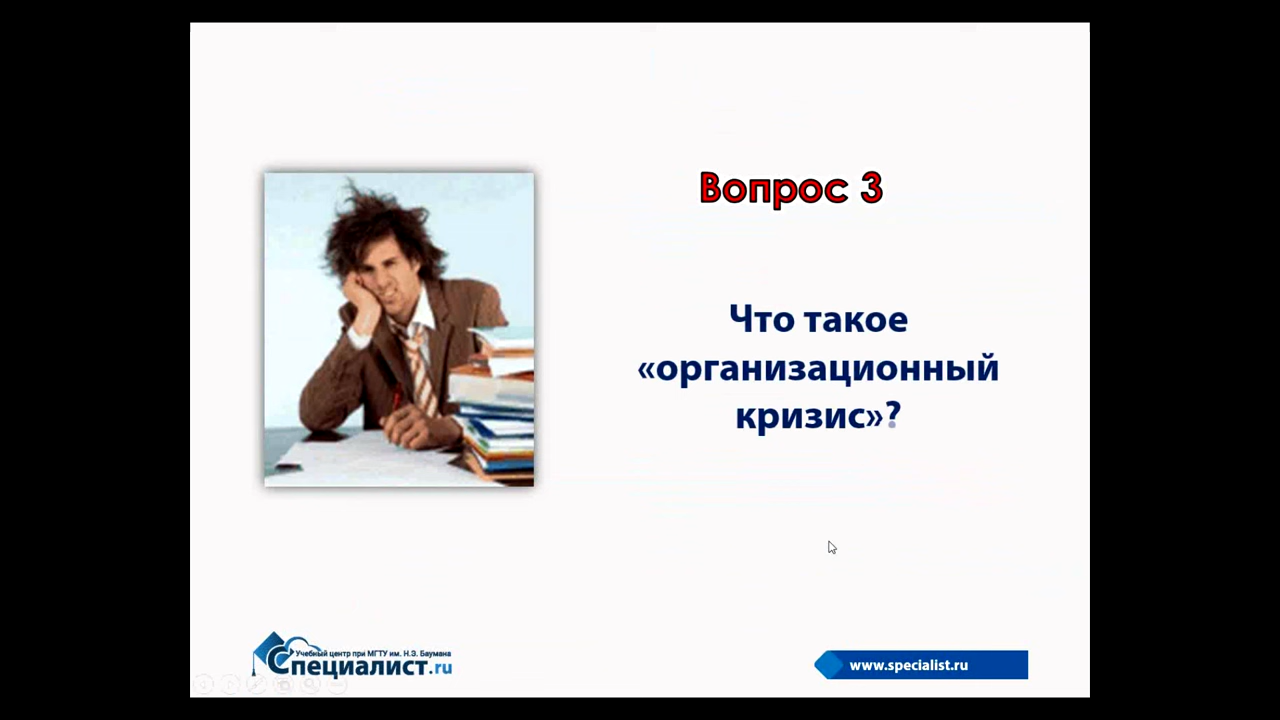 Вопрос 3
Что такое
«организационный
кризис»?
Учебный центр при МГТУ им. Н.Э. Баумана
Специалист.ru
www.specialist.ru